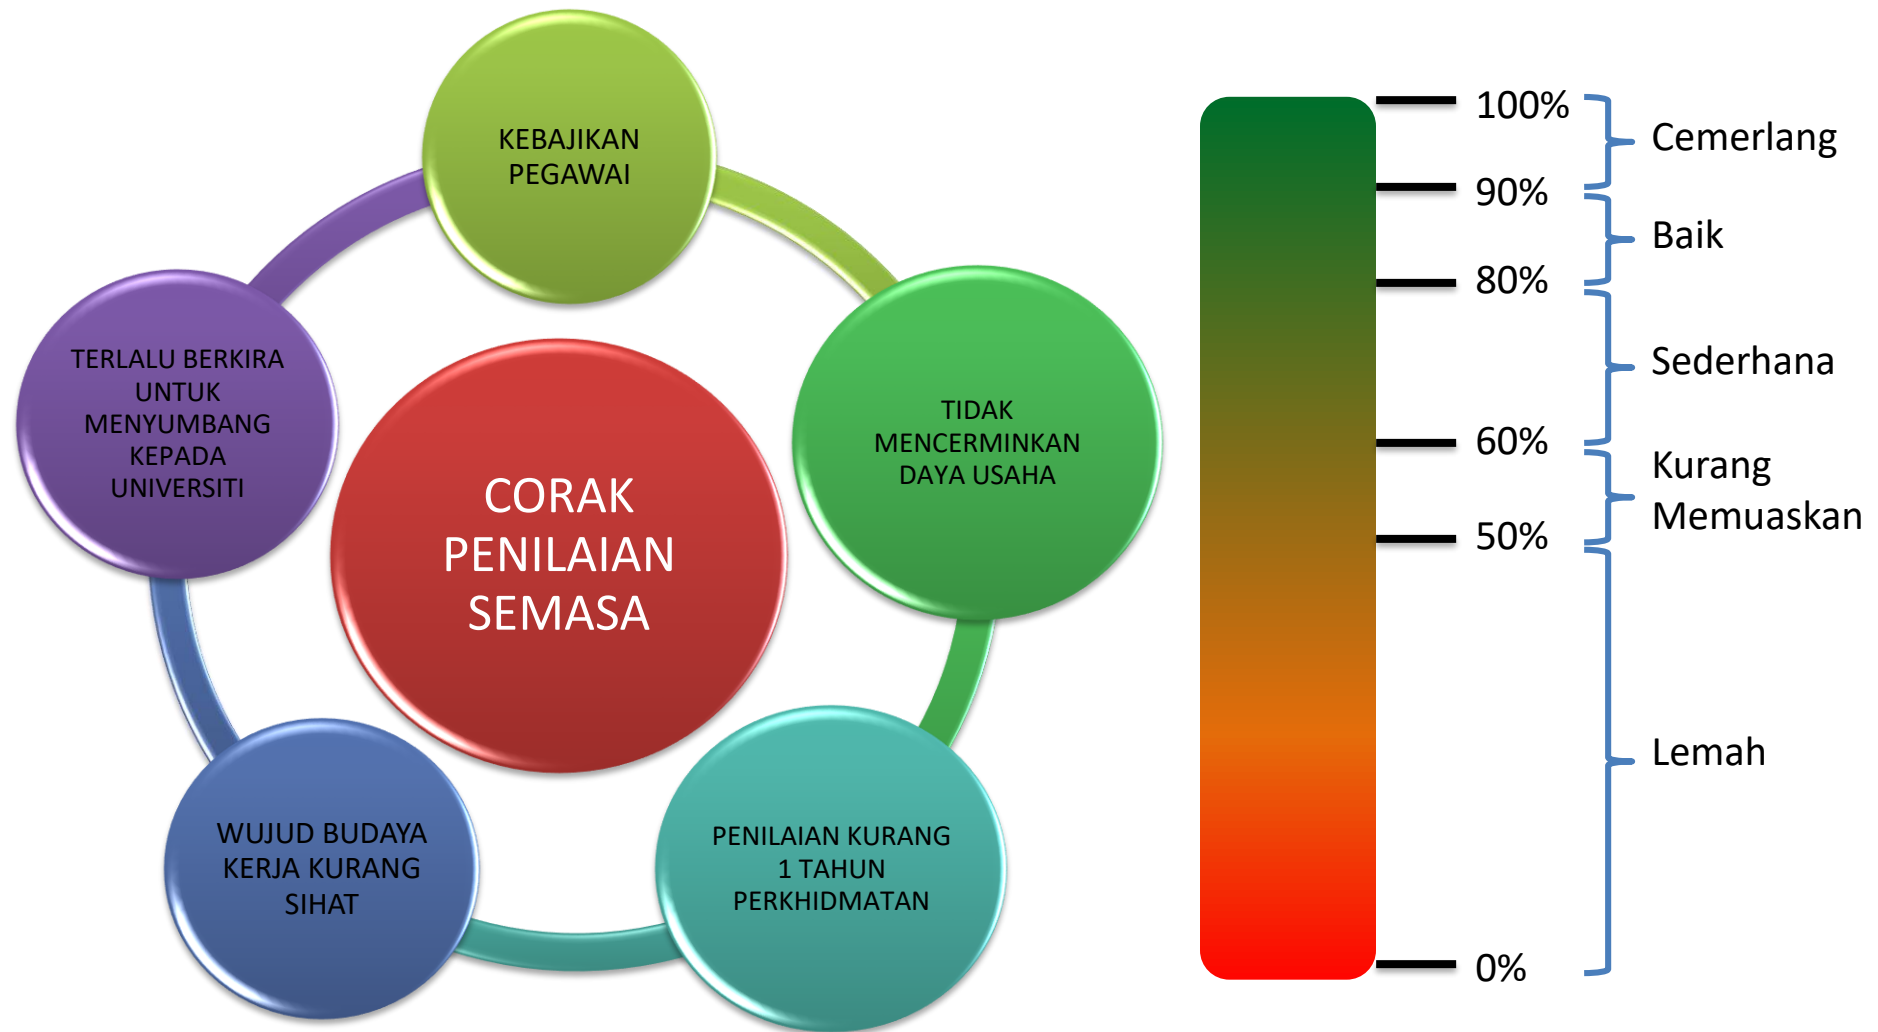 KEBAJIKAN
PEGAWAI
TIDAK
MENCERMINKAN
DAYA USAHA
PENILAIAN KURANG
1 TAHUN
PERKHIDMATAN
WUJUD BUDAYA
KERJA KURANG
SIHAT
TERLALU BERKIRA
UNTUK
MENYUMBANG
KEPADA
UNIVERSITI
CORAK
PENILAIAN
SEMASA
100%
90%
80%
60%
50%
0%
Cemerlang
Baik
Sederhana
Kurang
Memuaskan
Lemah